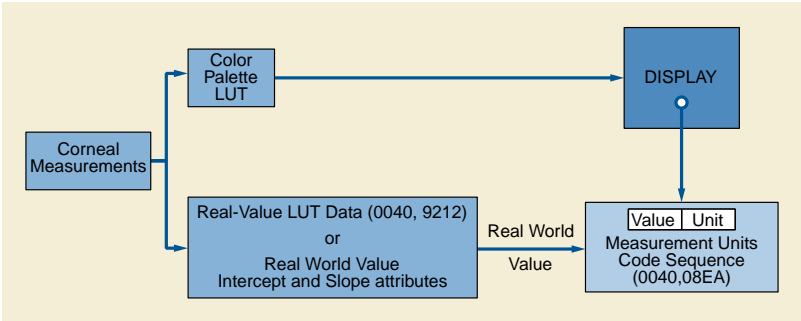 Color
Palette
LUT
DISPLAY
Corneal
Measurements
Real-Value LUT Data (0040, 9212)
or
Real World Value
Intercept and Slope attributes
Real World
Value
Value Unit
Measurement Units
Code Sequence
(0040,08EA)